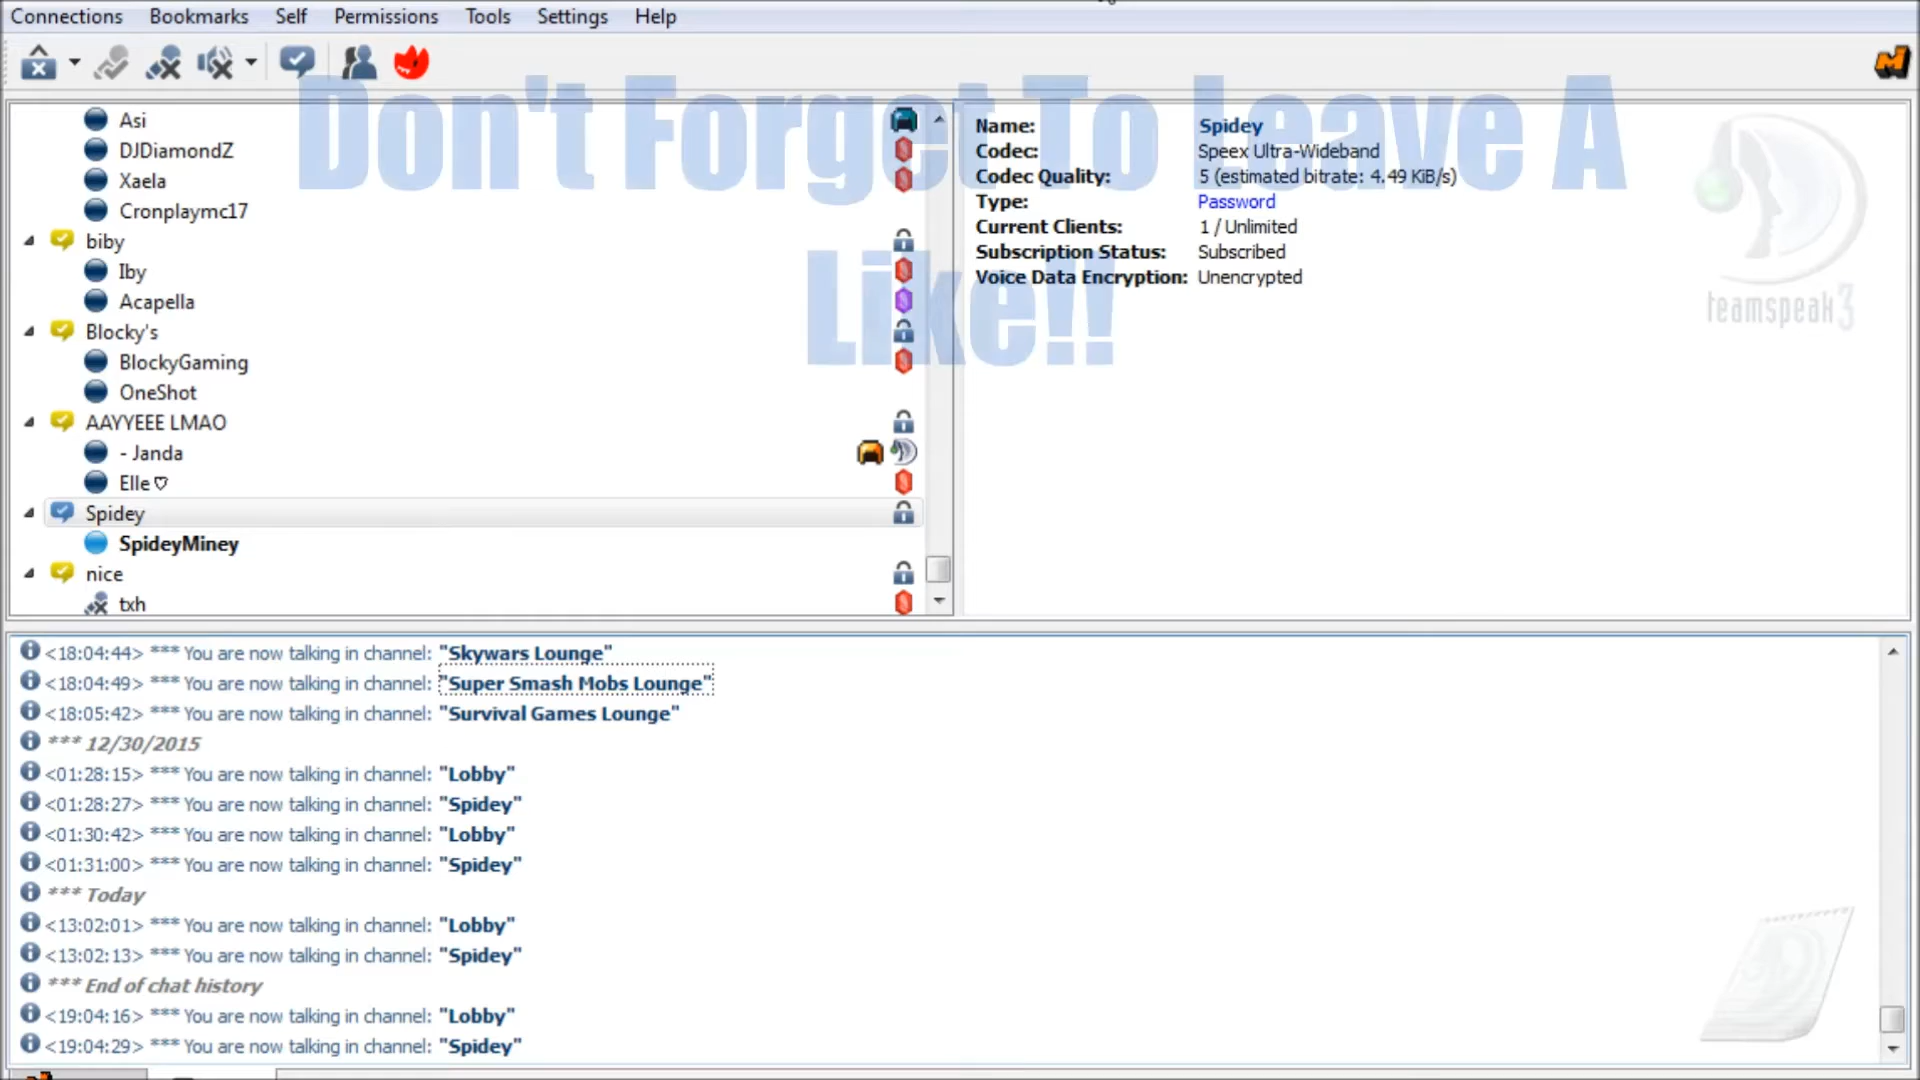 Connections Bookmarks Self Permissions Tools Settings Help
Don't Forget To Leave A
Like!!
Asi
DJDiamondZ
Xaela
Cronplaymc17
biby
Iby
Acapella
Blocky's
BlockyGaming
OneShot
AAYYEEE LMAO
- Janda
Elle♡
Spidey
SpideyMiney
nice
txh
Name: Spidey
Codec: Speex Ultra-Wideband
Codec Quality: 5 (estimated bitrate: 4.49 KiB/s)
Type: Password
Current Clients: 1 / Unlimited
Subscription Status: Subscribed
Voice Data Encryption: Unencrypted
teamspeak 3
<18:04:44> *** You are now talking in channel: "Skywars Lounge"
<18:04:49> *** You are now talking in channel: "Super Smash Mobs Lounge"
<18:05:42> *** You are now talking in channel: "Survival Games Lounge"
*** 12/30/2015
<01:28:15> *** You are now talking in channel: "Lobby"
<01:28:27> *** You are now talking in channel: "Spidey"
<01:30:42> *** You are now talking in channel: "Lobby"
<01:31:00> *** You are now talking in channel: "Spidey"
*** Today
<13:02:01> *** You are now talking in channel: "Lobby"
<13:02:13> *** You are now talking in channel: "Spidey"
*** End of chat history
<19:04:16> *** You are now talking in channel: "Lobby"
<19:04:29> *** You are now talking in channel: "Spidey"